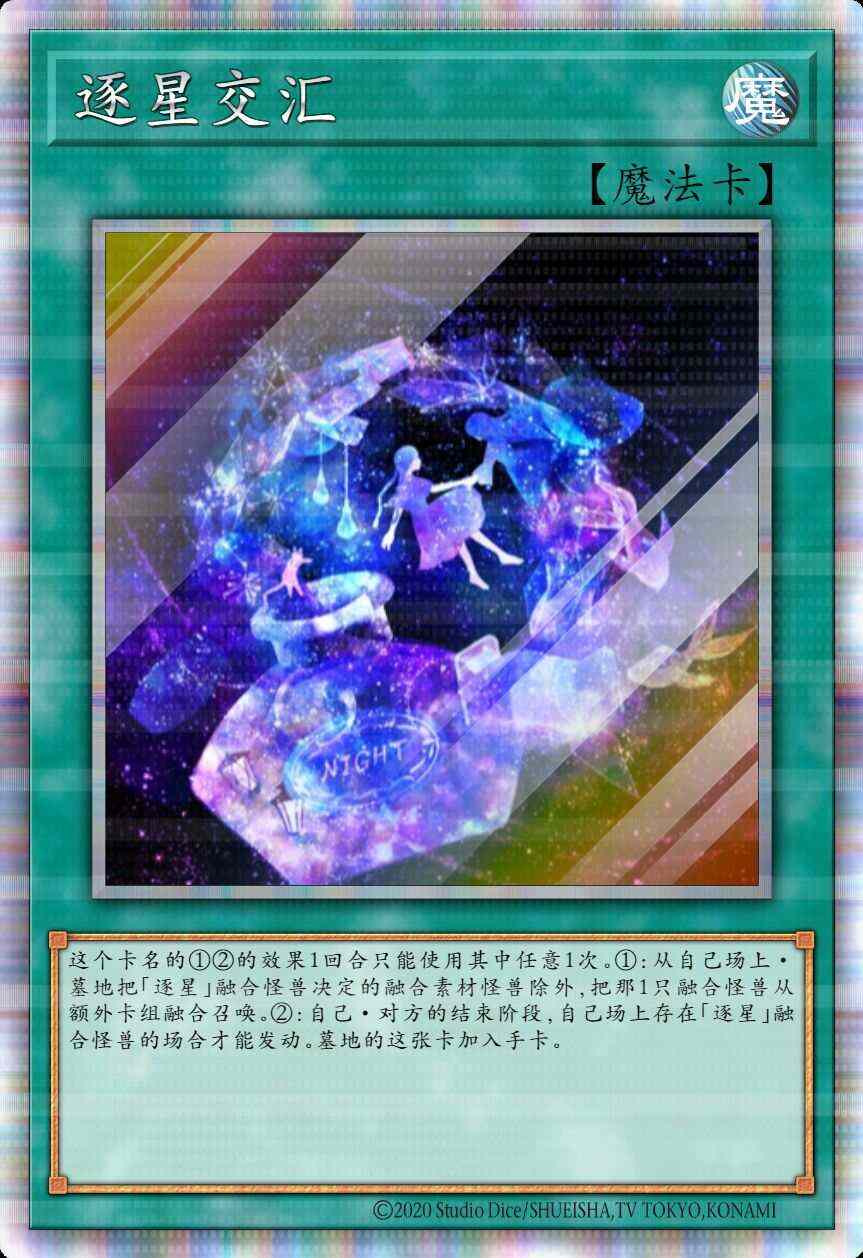 逐星交汇
魔
【魔法卡】
NIGHT
这个卡名的①②的效果1回合只能使用其中任意1次。①:从自己场上・
墓地把「逐星」融合怪兽决定的融合素材怪兽除外,把那1只融合怪兽从
额外卡组融合召唤。②:自己・对方的结束阶段,自己场上存在「逐星」融
合怪兽的场合才能发动。墓地的这张卡加入手卡。
©2020 Studio Dice/SHUEISHA,TV TOKYO,KONAMI